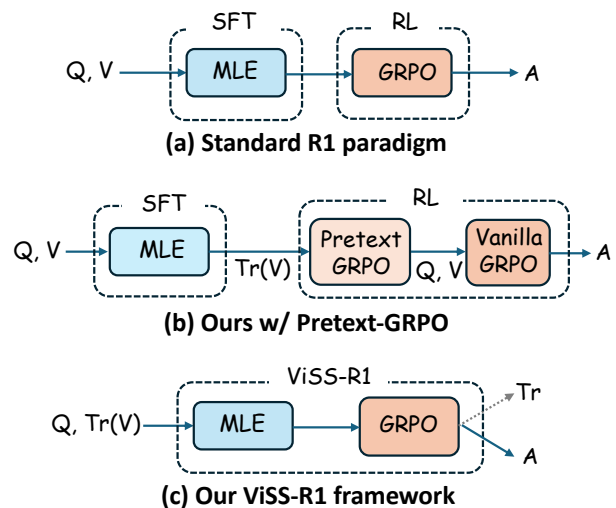 SFT
RL
Q, V
MLE
GRPO
A
(a) Standard R1 paradigm
SFT
RL
Q, V
MLE
Tr(V)
Pretext
GRPO
Q, V
Vanilla
GRPO
A
(b) Ours w/ Pretext-GRPO
ViSS-R1
Q, Tr(V)
MLE
GRPO
Tr
A
(c) Our ViSS-R1 framework